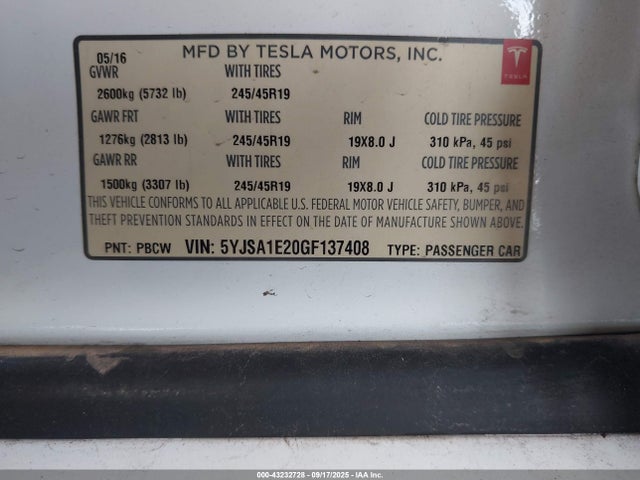 05/16 MFD BY TESLA MOTORS, INC.
TESLA
GVWR WITH TIRES
2600kg (5732 lb) 245/45R19
GAWR FRT WITH TIRES RIM COLD TIRE PRESSURE
1276kg (2813 lb) 245/45R19 19X8.0 J 310 kPa, 45 psi
GAWR RR WITH TIRES RIM COLD TIRE PRESSURE
1500kg (3307 lb) 245/45R19 19X8.0 J 310 kPa, 45 psi
THIS VEHICLE CONFORMS TO ALL APPLICABLE U.S. FEDERAL MOTOR VEHICLE SAFETY, BUMPER, AND
THEFT PREVENTION STANDARDS IN EFFECT ON THE DATE OF MANUFACTURE SHOWN ABOVE.
PNT: PBCW VIN: 5YJSA1E20GF137408 TYPE: PASSENGER CAR
000-43232728 - 09/17/2025 - IAA Inc.